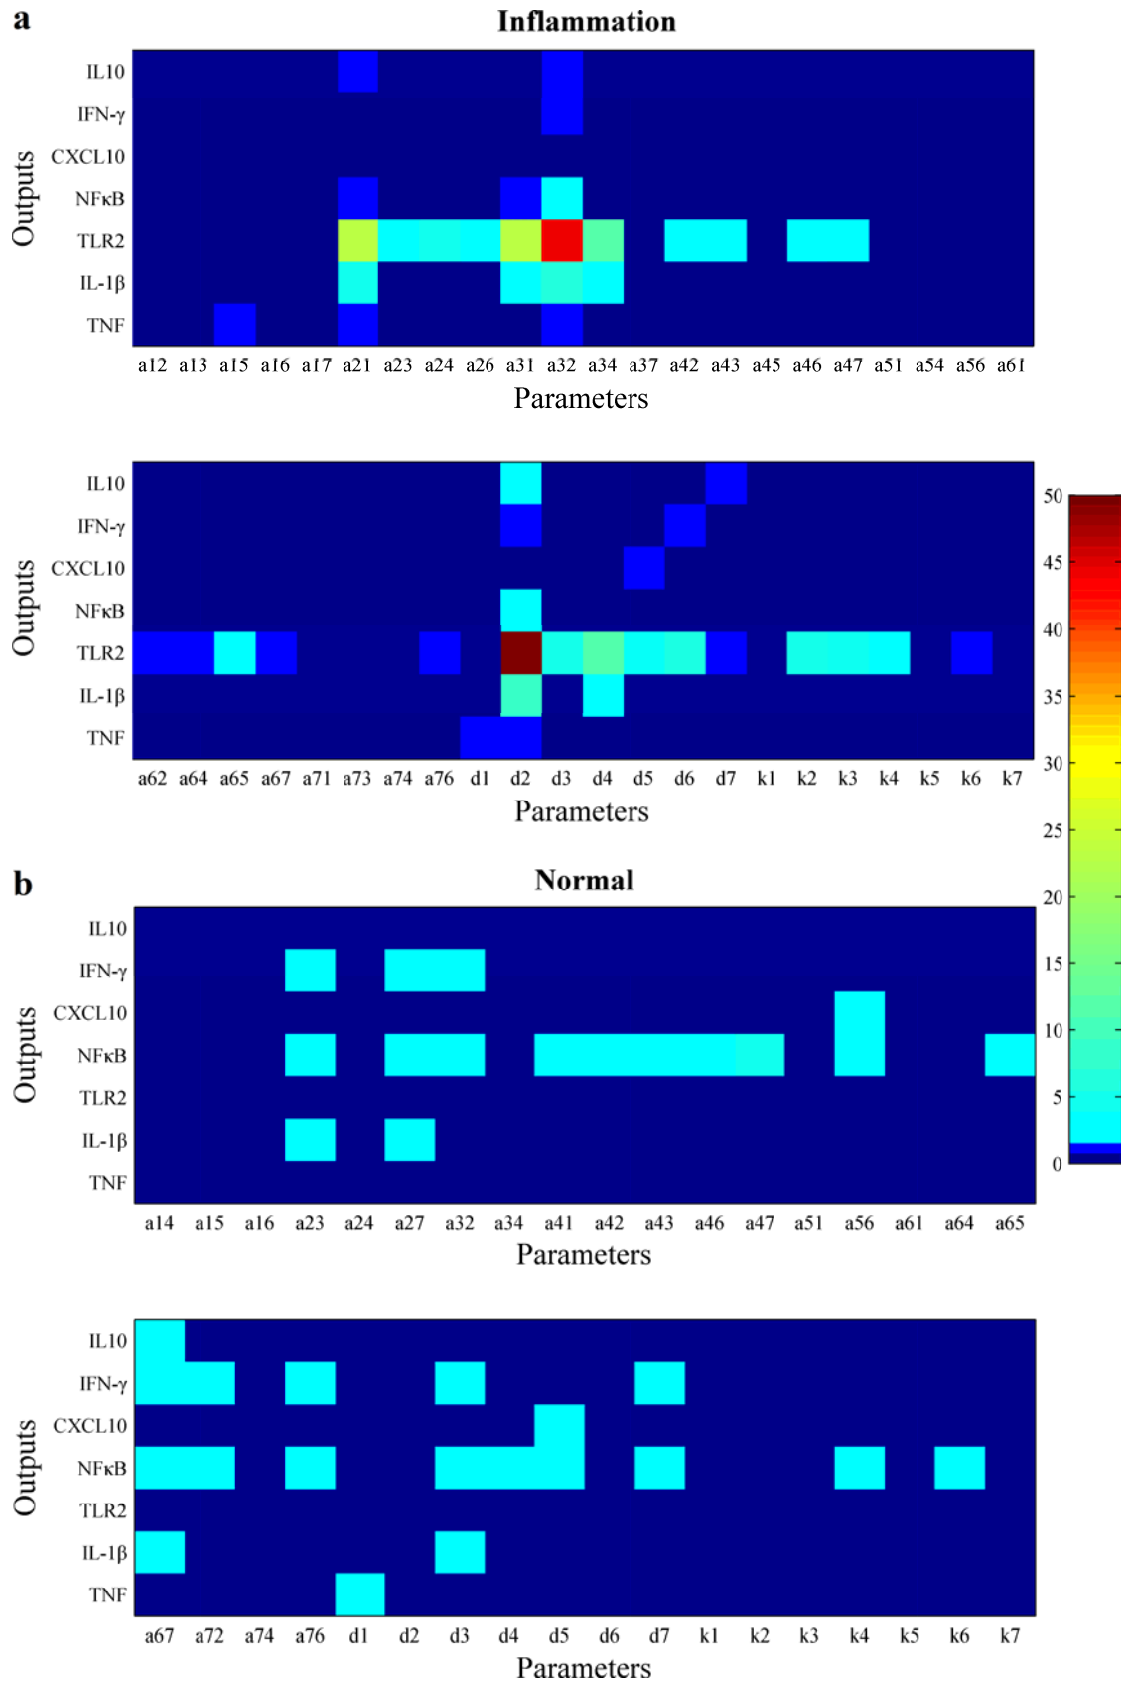 a
Inflammation
IL10
IFN-γ
CXCL10
NFκB
TLR2
IL-1β
TNF
Outputs
a12 a13 a15 a16 a17 a21 a23 a24 a26 a31 a32 a34 a37 a42 a43 a45 a46 a47 a51 a54 a56 a61
Parameters
IL10
IFN-γ
CXCL10
NFκB
TLR2
IL-1β
TNF
Outputs
a62 a64 a65 a67 a71 a73 a74 a76 d1 d2 d3 d4 d5 d6 d7 k1 k2 k3 k4 k5 k6 k7
Parameters
50
45
40
35
30
25
20
15
10
5
0
b
Normal
IL10
IFN-γ
CXCL10
NFκB
TLR2
IL-1β
TNF
Outputs
a14 a15 a16 a23 a24 a27 a32 a34 a41 a42 a43 a46 a47 a51 a56 a61 a64 a65
Parameters
IL10
IFN-γ
CXCL10
NFκB
TLR2
IL-1β
TNF
Outputs
a67 a72 a74 a76 d1 d2 d3 d4 d5 d6 d7 k1 k2 k3 k4 k5 k6 k7
Parameters